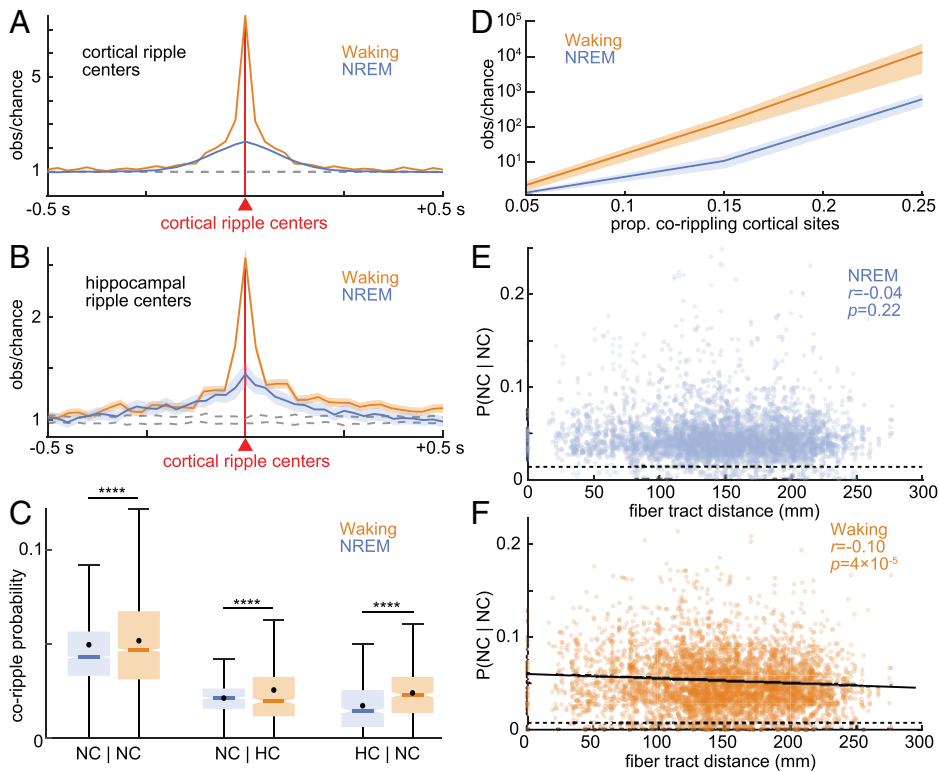 A
cortical ripple
centers
Waking
NREM
obs/chance
5
1
-0.5 s
+0.5 s
cortical ripple centers
B
hippocampal
ripple centers
Waking
NREM
obs/chance
2
1
-0.5 s
+0.5 s
cortical ripple centers
C
Waking
NREM
co-ripple probability
0.1
0
****
****
****
NC | NC
NC | HC
HC | NC
D
Waking
NREM
obs/chance
10⁵
10⁴
10²
10¹
0.05
0.1
0.15
0.2
0.25
prop. co-rippling cortical sites
E
NREM
r=-0.04
p=0.22
P(NC | NC)
0.2
0.1
0
0
50
100
150
200
250
300
fiber tract distance (mm)
F
Waking
r=-0.10
p=4×10⁻⁵
P(NC | NC)
0.2
0.1
0
0
50
100
150
200
250
300
fiber tract distance (mm)